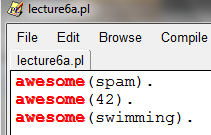 lecture6a.pl
File Edit Browse Compile
lecture6a.pl
awesome(spam).
awesome(42).
awesome(swimming).